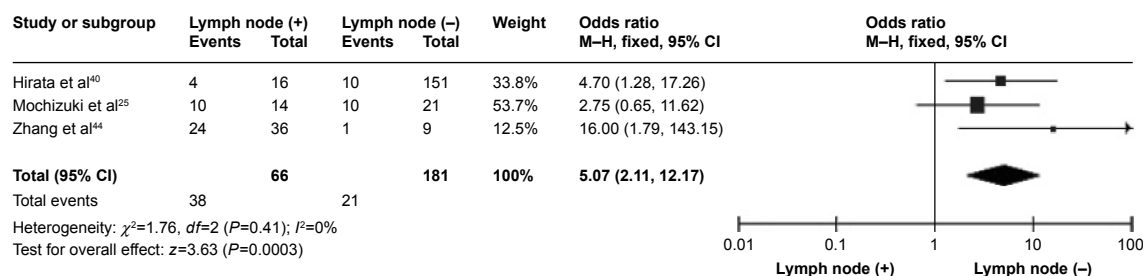 Study or subgroup Lymph node (+) Lymph node (–) Weight Odds ratio Odds ratio
Events Total Events Total M–H, fixed, 95% CI M–H, fixed, 95% CI
Hirata et al⁴⁰ 4 16 10 151 33.8% 4.70 (1.28, 17.26)
Mochizuki et al²⁵ 10 14 10 21 53.7% 2.75 (0.65, 11.62)
Zhang et al⁴⁴ 24 36 1 9 12.5% 16.00 (1.79, 143.15)
Total (95% CI) 66 181 100% 5.07 (2.11, 12.17)
Total events 38 21
Heterogeneity: χ²=1.76, df=2 (P=0.41); I²=0%
Test for overall effect: z=3.63 (P=0.0003)
0.01 0.1 1 10 100
Lymph node (+) Lymph node (–)